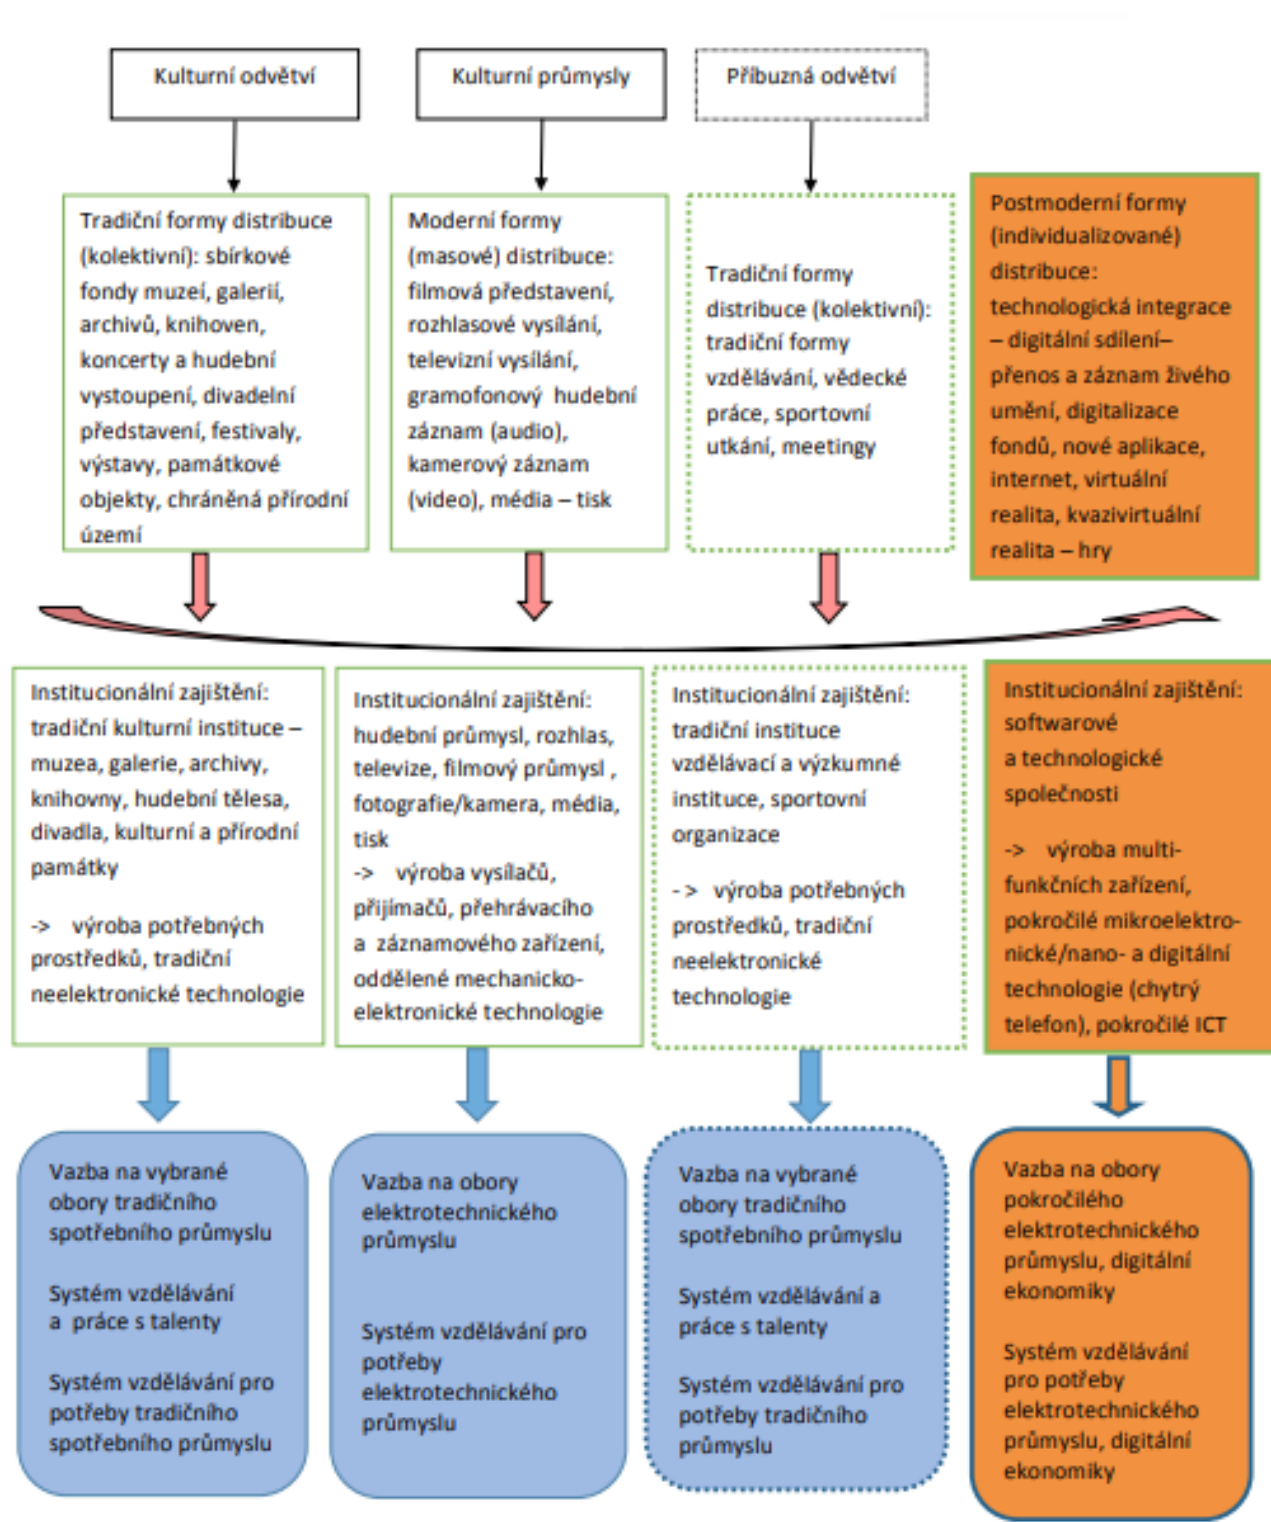 Kulturní odvětví
Kulturní průmysly
Příbuzná odvětví
Tradiční formy distribuce
(kolektivní): sbírkové
fondy muzeí, galerií,
archivů, knihoven,
koncerty a hudební
vystoupení, divadelní
představení, festivaly,
výstavy, památkové
objekty, chráněná přírodní
území
Moderní formy
(masové) distribuce:
filmová představení,
rozhlasové vysílání,
televizní vysílání,
gramofonový hudební
záznam (audio),
kamerový záznam
(video), média – tisk
Tradiční formy
distribuce (kolektivní):
tradiční formy
vzdělávání, vědecké
práce, sportovní
utkání, meetingy
Postmoderní formy
(individualizované)
distribuce:
technologická integrace
– digitální sdílení–
přenos a záznam živého
umění, digitalizace
fondů, nové aplikace,
internet, virtuální
realita, kvazivirtuální
realita – hry
Institucionální zajištění:
tradiční kulturní instituce –
muzea, galerie, archivy,
knihovny, hudební tělesa,
divadla, kulturní a přírodní
památky
-> výroba potřebných
prostředků, tradiční
neelektronické technologie
Institucionální zajištění:
hudební průmysl, rozhlas,
televize, filmový průmysl ,
fotografie/kamera, média,
tisk
-> výroba vysílačů,
přijímačů, přehrávacího
a záznamového zařízení,
oddělené mechanicko-
elektronické technologie
Institucionální zajištění:
tradiční instituce
vzdělávací a výzkumné
instituce, sportovní
organizace
- > výroba potřebných
prostředků, tradiční
neelektronické
technologie
Institucionální zajištění:
softwarové
a technologické
společnosti
-> výroba multi-
funkčních zařízení,
pokročilé mikroelektro-
nické/nano- a digitální
technologie (chytrý
telefon), pokročilé ICT
Vazba na vybrané
obory tradičního
spotřebního průmyslu
Systém vzdělávání
a práce s talenty
Systém vzdělávání pro
potřeby tradičního
spotřebního průmyslu
Vazba na obory
elektrotechnického
průmyslu
Systém vzdělávání pro
potřeby
elektrotechnického
průmyslu
Vazba na vybrané
obory tradičního
spotřebního průmyslu
Systém vzdělávání a
práce s talenty
Systém vzdělávání pro
potřeby tradičního
průmyslu
Vazba na obory
pokročilého
elektrotechnického
průmyslu, digitální
ekonomiky
Systém vzdělávání
pro potřeby
elektrotechnického
průmyslu, digitální
ekonomiky